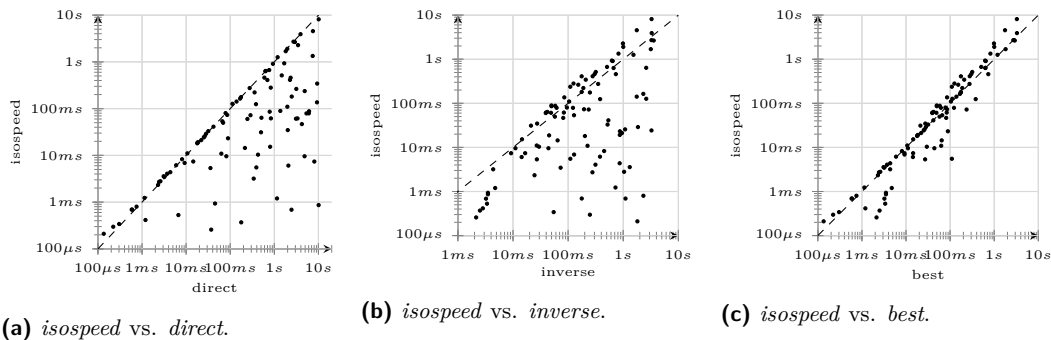 10s
1s
100ms
10ms
1ms
100μs
isospeed
100μs 1ms 10ms 100ms 1s 10s
direct
(a) isospeed vs. direct.
10s
1s
100ms
10ms
1ms
100μs
isospeed
1ms 10ms 100ms 1s 10s
inverse
(b) isospeed vs. inverse.
10s
1s
100ms
10ms
1ms
100μs
isospeed
100μs 1ms 10ms 100ms 1s 10s
best
(c) isospeed vs. best.